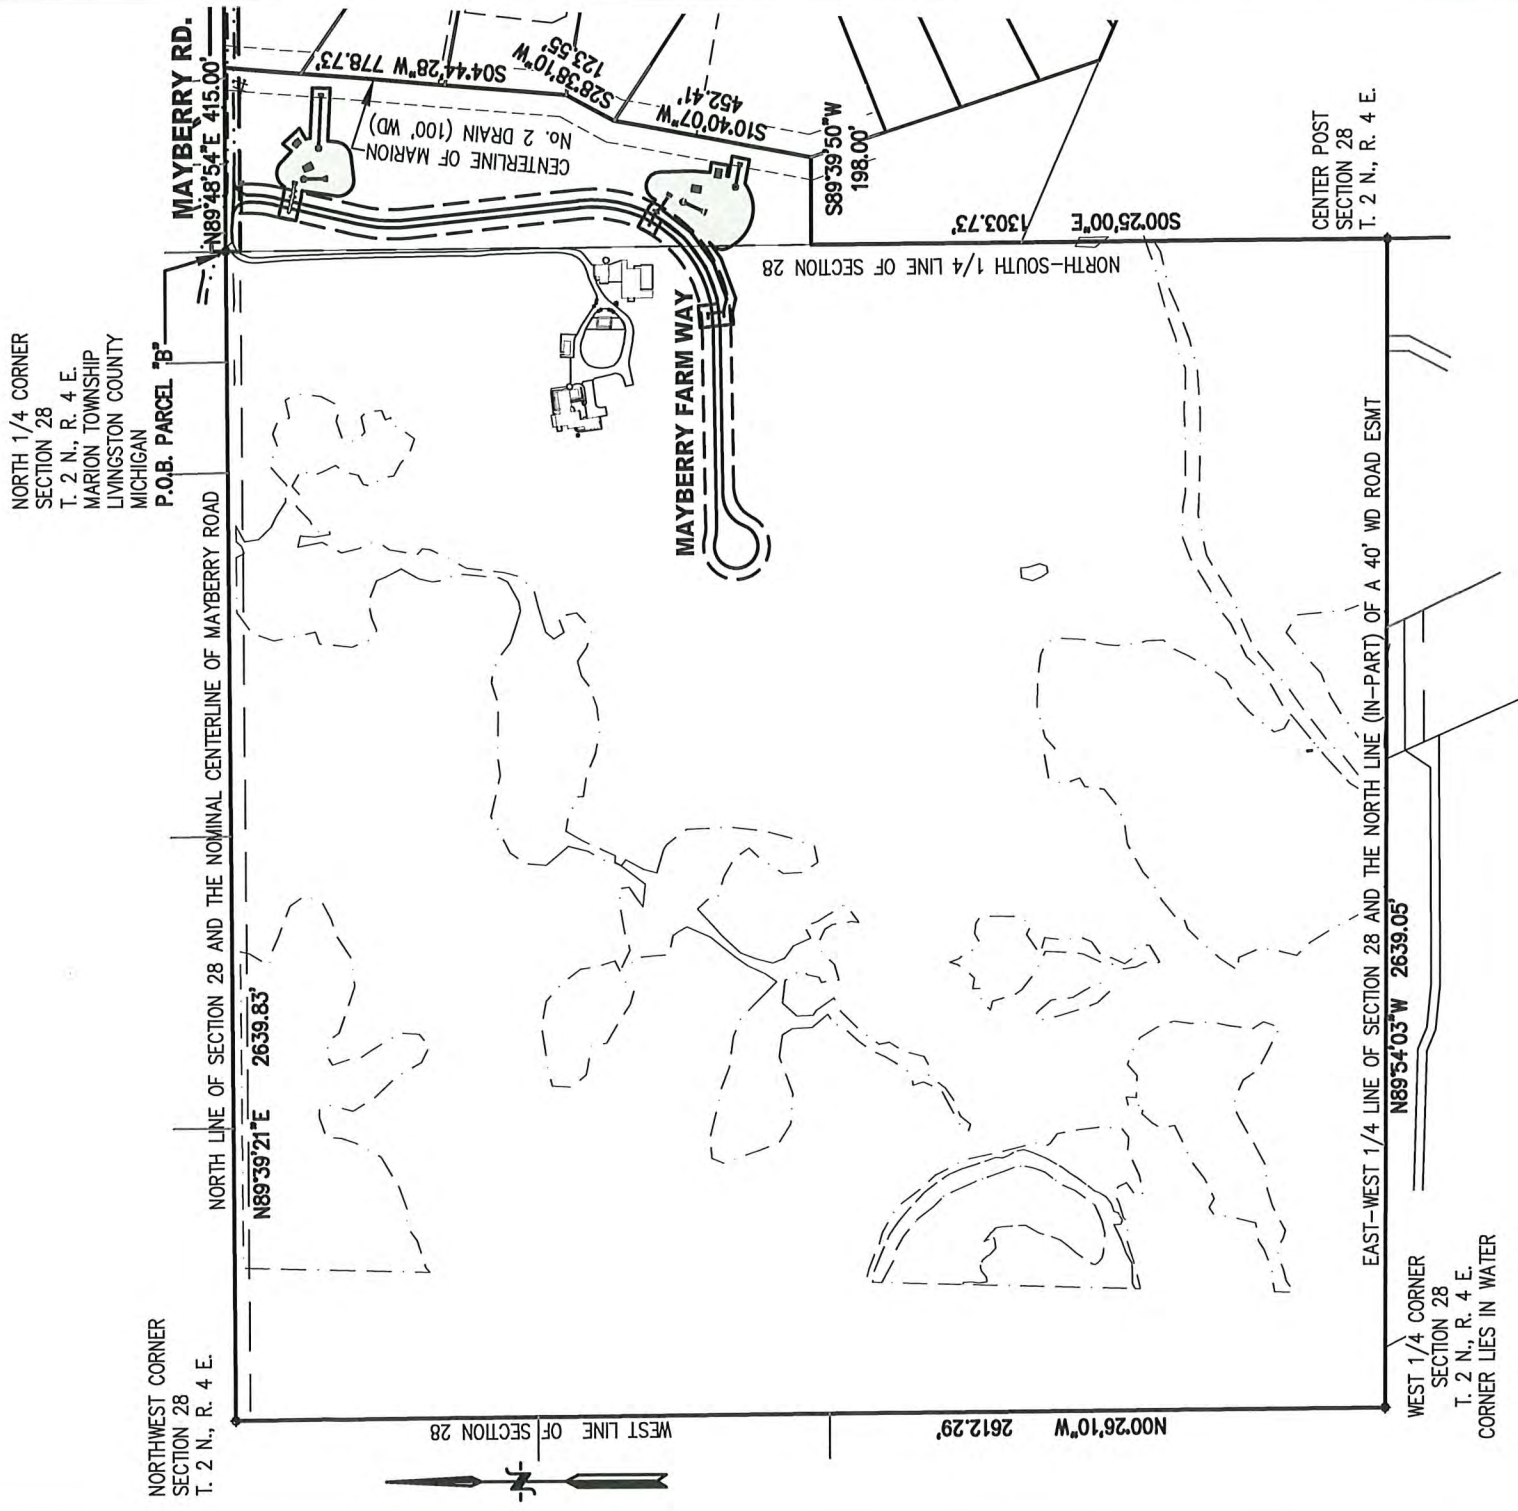 NORTH 1/4 CORNER
SECTION 28
T. 2 N., R. 4 E.
MARION TOWNSHIP
LIVINGSTON COUNTY
MICHIGAN
P.O.B. PARCEL "B"
MAYBERRY RD.
N89°48'54"E 415.00'
S04°44'28"W 778.73'
CENTERLINE OF MARION
No. 2 DRAIN (100' WD)
S28°38'10"W
123.55'
S10°40'07"W
452.41'
S89°39'50"W
198.00'
S00°25'00"E 1303.73'
NORTH-SOUTH 1/4 LINE OF SECTION 28
CENTER POST
SECTION 28
T. 2 N., R. 4 E.
MAYBERRY FARM WAY
NORTH LINE OF SECTION 28 AND THE NOMINAL CENTERLINE OF MAYBERRY ROAD
N89°39'21"E 2639.83'
EAST-WEST 1/4 LINE OF SECTION 28 AND THE NORTH LINE (IN-PART) OF A 40' WD ROAD ESMT
N89°54'03"W 2639.05'
NORTHWEST CORNER
SECTION 28
T. 2 N., R. 4 E.
WEST LINE OF SECTION 28
N00°26'10"W 2612.29'
WEST 1/4 CORNER
SECTION 28
T. 2 N., R. 4 E.
CORNER LIES IN WATER
N